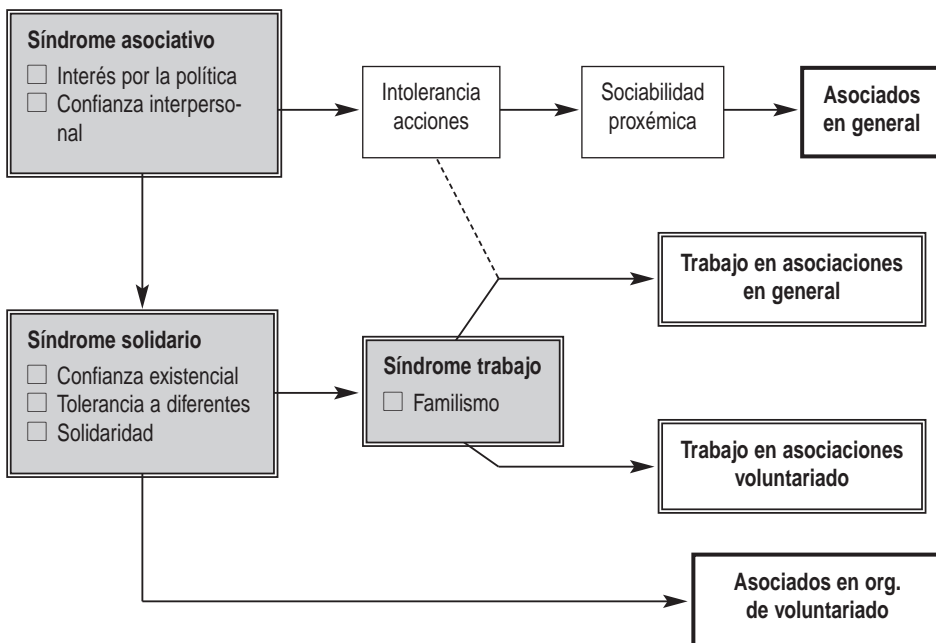 Síndrome asociativo
☐ Interés por la política
☐ Confianza interperso-
nal
Intolerancia
acciones
Sociabilidad
proxémica
Asociados
en general
Trabajo en asociaciones
en general
Síndrome solidario
☐ Confianza existencial
☐ Tolerancia a diferentes
☐ Solidaridad
Síndrome trabajo
☐ Familismo
Trabajo en asociaciones
voluntariado
Asociados en org.
de voluntariado